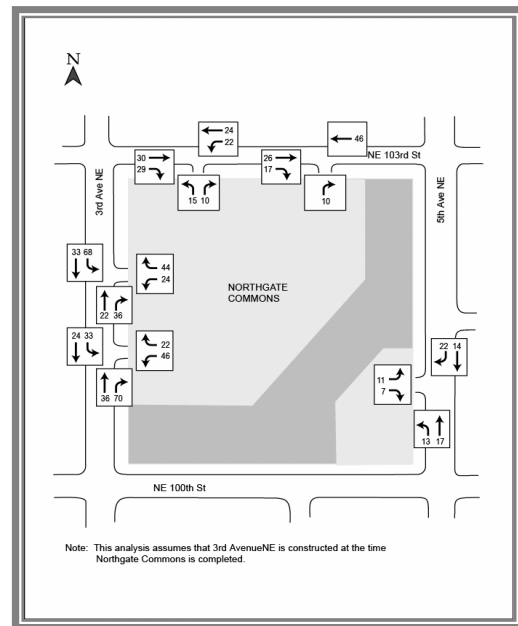 N
24
22
46
30
29
26
17
NE 103rd St
15 10
10
3rd Ave NE
5th Ave NE
33 68
44
24
NORTHGATE
COMMONS
22 36
24 33
22
46
22 14
11
7
36 70
13 17
NE 100th St
Note: This analysis assumes that 3rd AvenueNE is constructed at the time
Northgate Commons is completed.